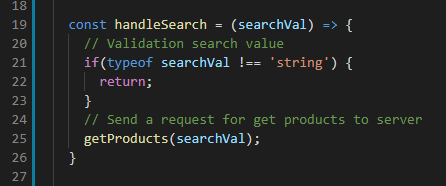 18
19 const handleSearch = (searchVal) => {
20 // Validation search value
21 if(typeof searchVal !== 'string') {
22 return;
23 }
24 // Send a request for get products to server
25 getProducts(searchVal);
26 }
27